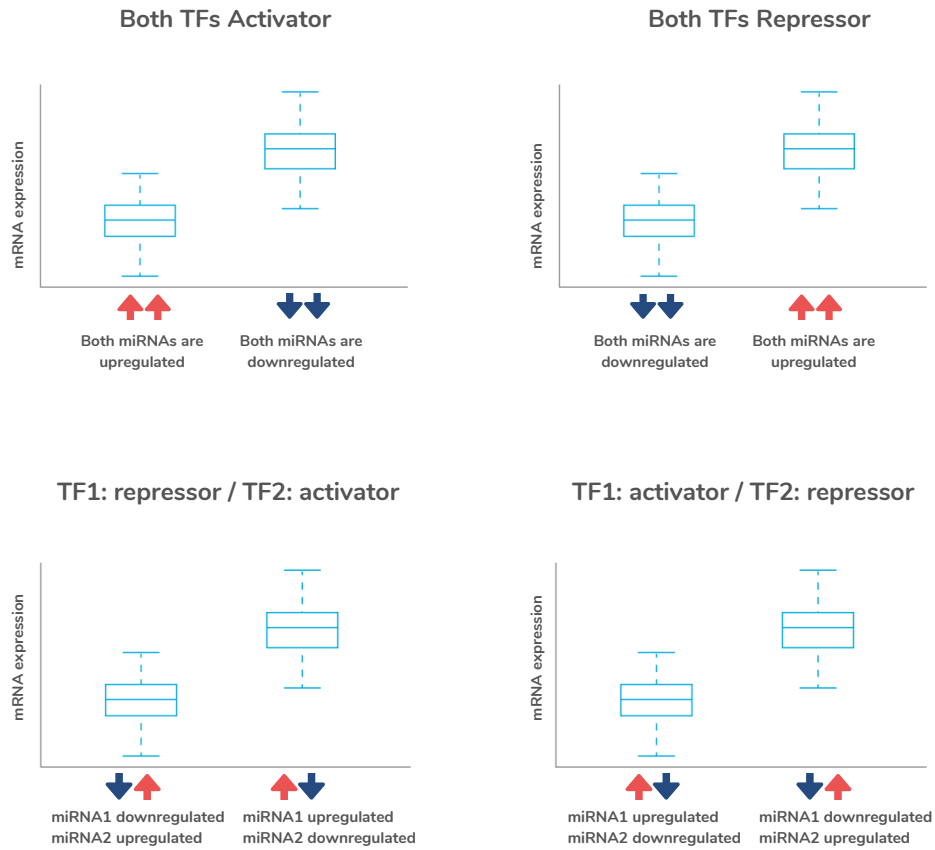 Both TFs Activator
mRNA expression
Both miRNAs are
upregulated
Both miRNAs are
downregulated
Both TFs Repressor
mRNA expression
Both miRNAs are
downregulated
Both miRNAs are
upregulated
TF1: repressor / TF2: activator
mRNA expression
miRNA1 downregulated
miRNA2 upregulated
miRNA1 upregulated
miRNA2 downregulated
TF1: activator / TF2: repressor
mRNA expression
miRNA1 upregulated
miRNA2 downregulated
miRNA1 downregulated
miRNA2 upregulated